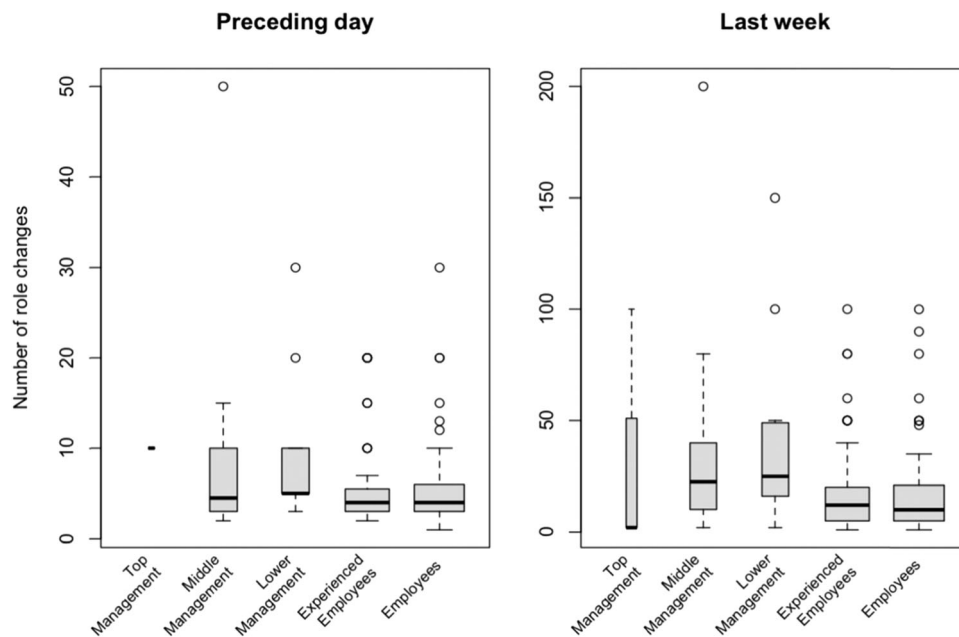 Preceding day
Last week
Number of role changes
50
40
30
20
10
0
Top
Management
Middle
Management
Lower
Management
Experienced
Employees
Employees
200
150
100
50
0
Top
Management
Middle
Management
Lower
Management
Experienced
Employees
Employees